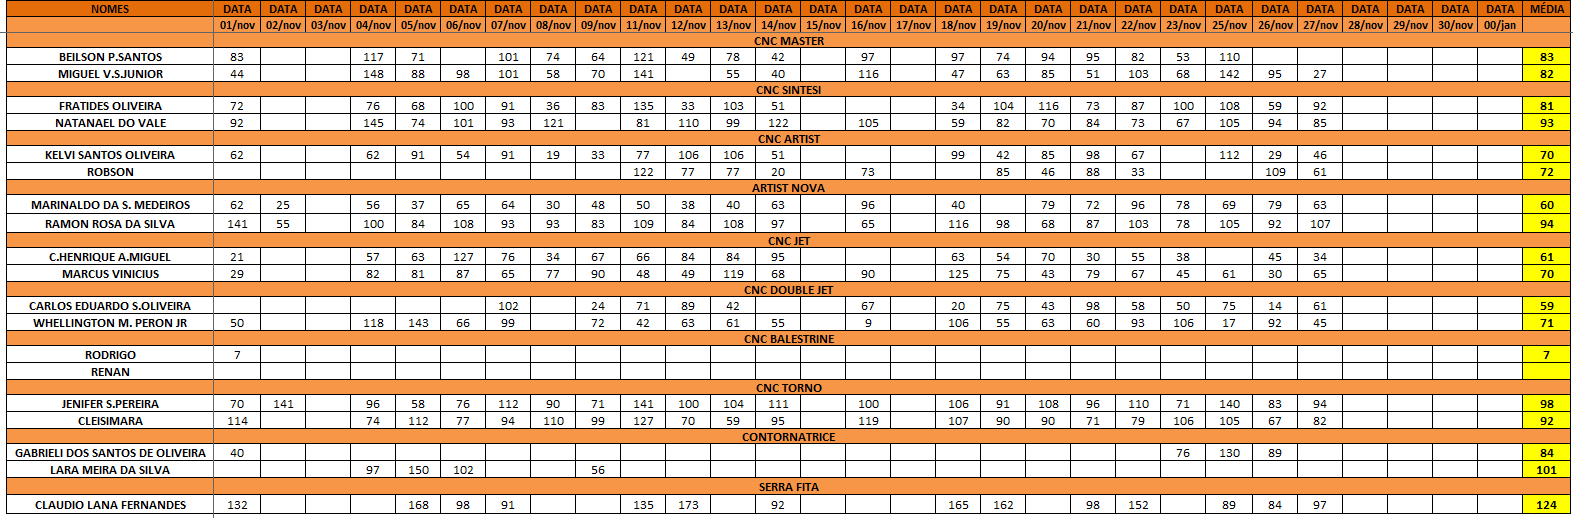 NOMES DATA DATA DATA DATA DATA DATA DATA DATA DATA DATA DATA DATA DATA DATA DATA DATA DATA DATA DATA DATA DATA DATA DATA DATA DATA DATA DATA DATA DATA MÉDIA
01/nov 02/nov 03/nov 04/nov 05/nov 06/nov 07/nov 08/nov 09/nov 11/nov 12/nov 13/nov 14/nov 15/nov 16/nov 17/nov 18/nov 19/nov 20/nov 21/nov 22/nov 23/nov 25/nov 26/nov 27/nov 28/nov 29/nov 30/nov 00/jan
CNC MASTER
BEILSON P.SANTOS 83 117 71 101 74 64 121 49 78 42 97 97 74 94 95 82 53 110 83
MIGUEL V.S.JUNIOR 44 148 88 98 101 58 70 141 55 40 116 47 63 85 51 103 68 142 95 27 82
CNC SINTESI
FRATIDES OLIVEIRA 72 76 68 100 91 36 83 135 33 103 51 34 104 116 73 87 100 108 59 92 81
NATANAEL DO VALE 92 145 74 101 93 121 81 110 99 122 105 59 82 70 84 73 67 105 94 85 93
CNC ARTIST
KELVI SANTOS OLIVEIRA 62 62 91 54 91 19 33 77 106 106 51 99 42 85 98 67 112 29 46 70
ROBSON 122 77 77 20 73 85 46 88 33 109 61 72
ARTIST NOVA
MARINALDO DA S. MEDEIROS 62 25 56 37 65 64 30 48 50 38 40 63 96 40 79 72 96 78 69 79 63 60
RAMON ROSA DA SILVA 141 55 100 84 108 93 93 83 109 84 108 97 65 116 98 68 87 103 78 105 92 107 94
CNC JET
C.HENRIQUE A.MIGUEL 21 57 63 127 76 34 67 66 84 84 95 63 54 70 30 55 38 45 34 61
MARCUS VINICIUS 29 82 81 87 65 77 90 48 49 119 68 90 125 75 43 79 67 45 61 30 65 70
CNC DOUBLE JET
CARLOS EDUARDO S.OLIVEIRA 102 24 71 89 42 67 20 75 43 98 58 50 75 14 61 59
WHELLINGTON M. PERON JR 50 118 143 66 99 72 42 63 61 55 9 106 55 63 60 93 106 17 92 45 71
CNC BALESTRINE
RODRIGO 7 7
RENAN
CNC TORNO
JENIFER S.PEREIRA 70 141 96 58 76 112 90 71 141 100 104 111 100 106 91 108 96 110 71 140 83 94 98
CLEISIMARA 114 74 112 77 94 110 99 127 70 59 95 119 107 90 90 71 79 106 105 67 82 92
CONTORNATRICE
GABRIELI DOS SANTOS DE OLIVEIRA 40 76 130 89 84
LARA MEIRA DA SILVA 97 150 102 56 101
SERRA FITA
CLAUDIO LANA FERNANDES 132 168 98 91 135 173 92 165 162 98 152 89 84 97 124